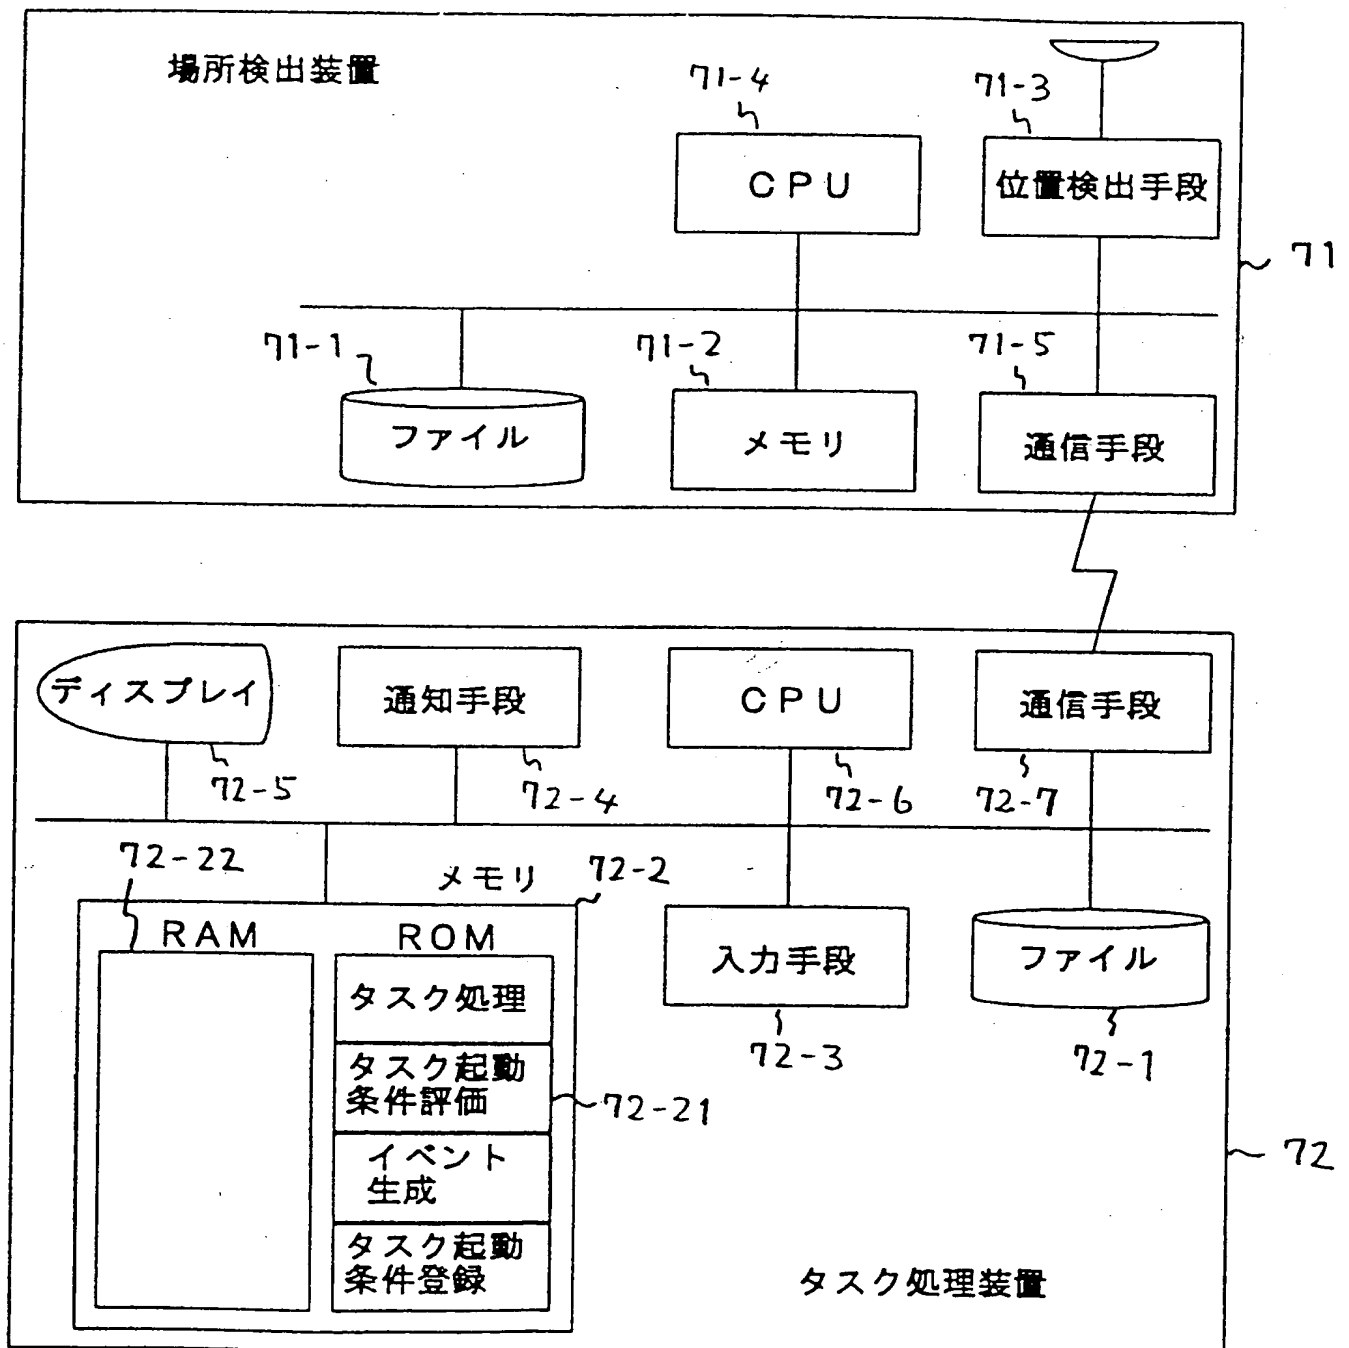 場所検出装置
71-4
71-3
CPU
位置検出手段
71
71-1
71-2
71-5
ファイル
メモリ
通信手段
ディスプレイ
通知手段
CPU
通信手段
72-5
72-4
72-6
72-7
72-22
メモリ
72-2
RAM
ROM
入力手段
ファイル
タスク処理
72-3
72-1
タスク起動
条件評価
72-21
イベント
生成
72
タスク起動
条件登録
タスク処理装置